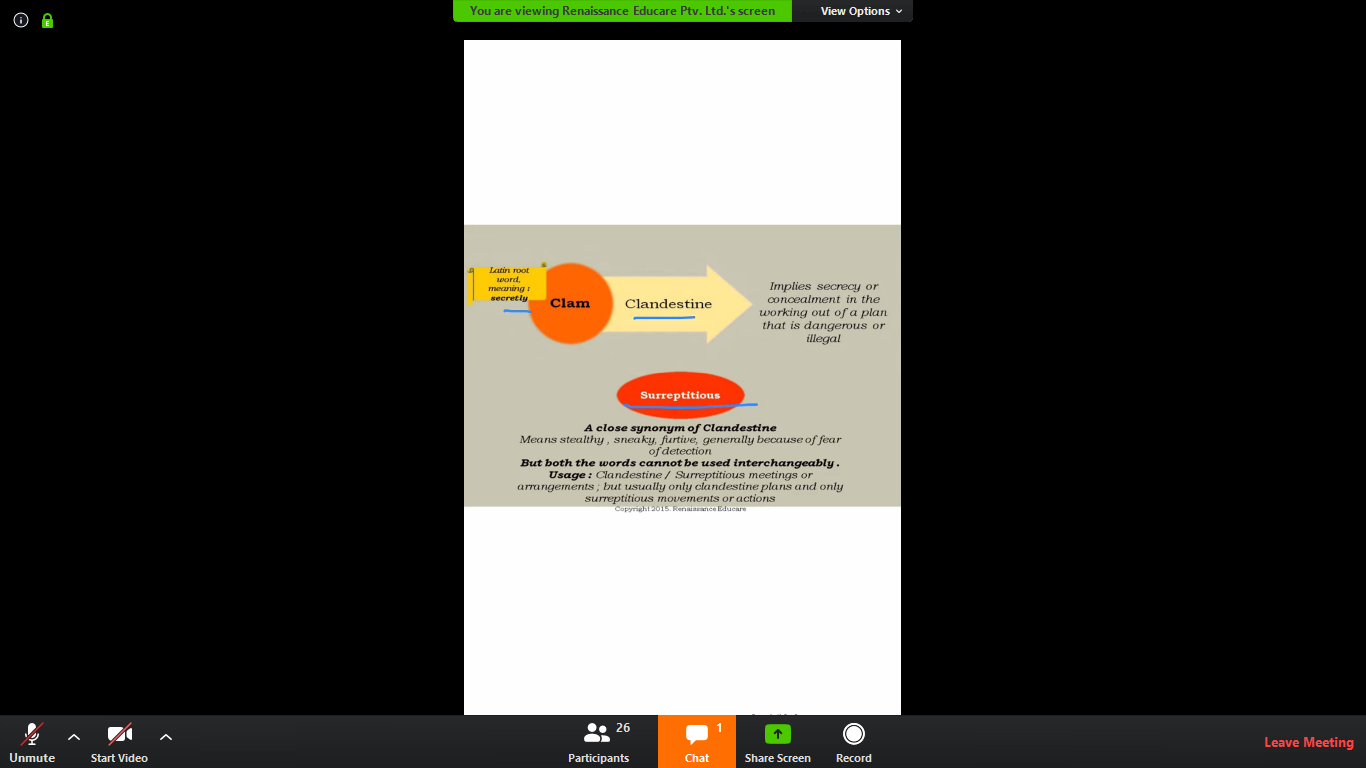 You are viewing Renaissance Educare Ptv. Ltd.'s screen
View Options
Latin root
word,
meaning :
secretly
Clam
Clandestine
Implies secrecy or
concealment in the
working out of a plan
that is dangerous or
illegal
Surreptitious
A close synonym of Clandestine
Means stealthy , sneaky, furtive, generally because of fear
of detection
But both the words cannot be used interchangeably .
Usage : Clandestine / Surreptitious meetings or
arrangements ; but usually only clandestine plans and only
surreptitious movements or actions
Copyright 2015. Renaissance Educare
Unmute
Start Video
Participants
26
Chat
1
Share Screen
Record
Leave Meeting